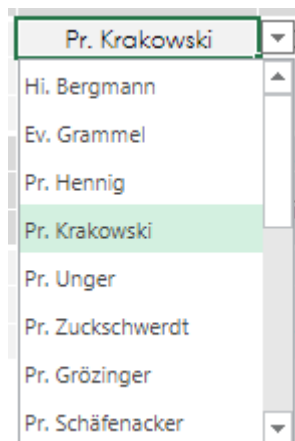 Pr. Krakowski
Hi. Bergmann
Ev. Grammel
Pr. Hennig
Pr. Krakowski
Pr. Unger
Pr. Zuckschwerdt
Pr. Grözinger
Pr. Schäfenacker